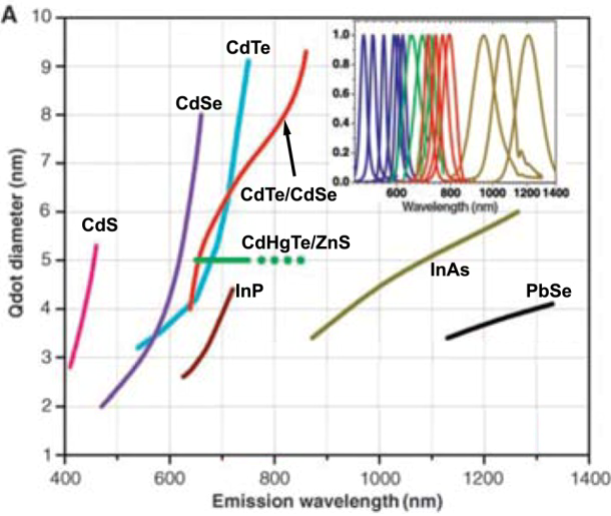 A
Qdot diameter (nm)
10
9
8
7
6
5
4
3
2
1
400
600
800
1000
1200
1400
Emission wavelength (nm)
CdS
CdSe
CdTe
CdTe/CdSe
CdHgTe/ZnS
InP
InAs
PbSe
1.0
0.8
0.6
0.4
0.2
0.0
600
800
1000
1200
1400
Wavelength (nm)